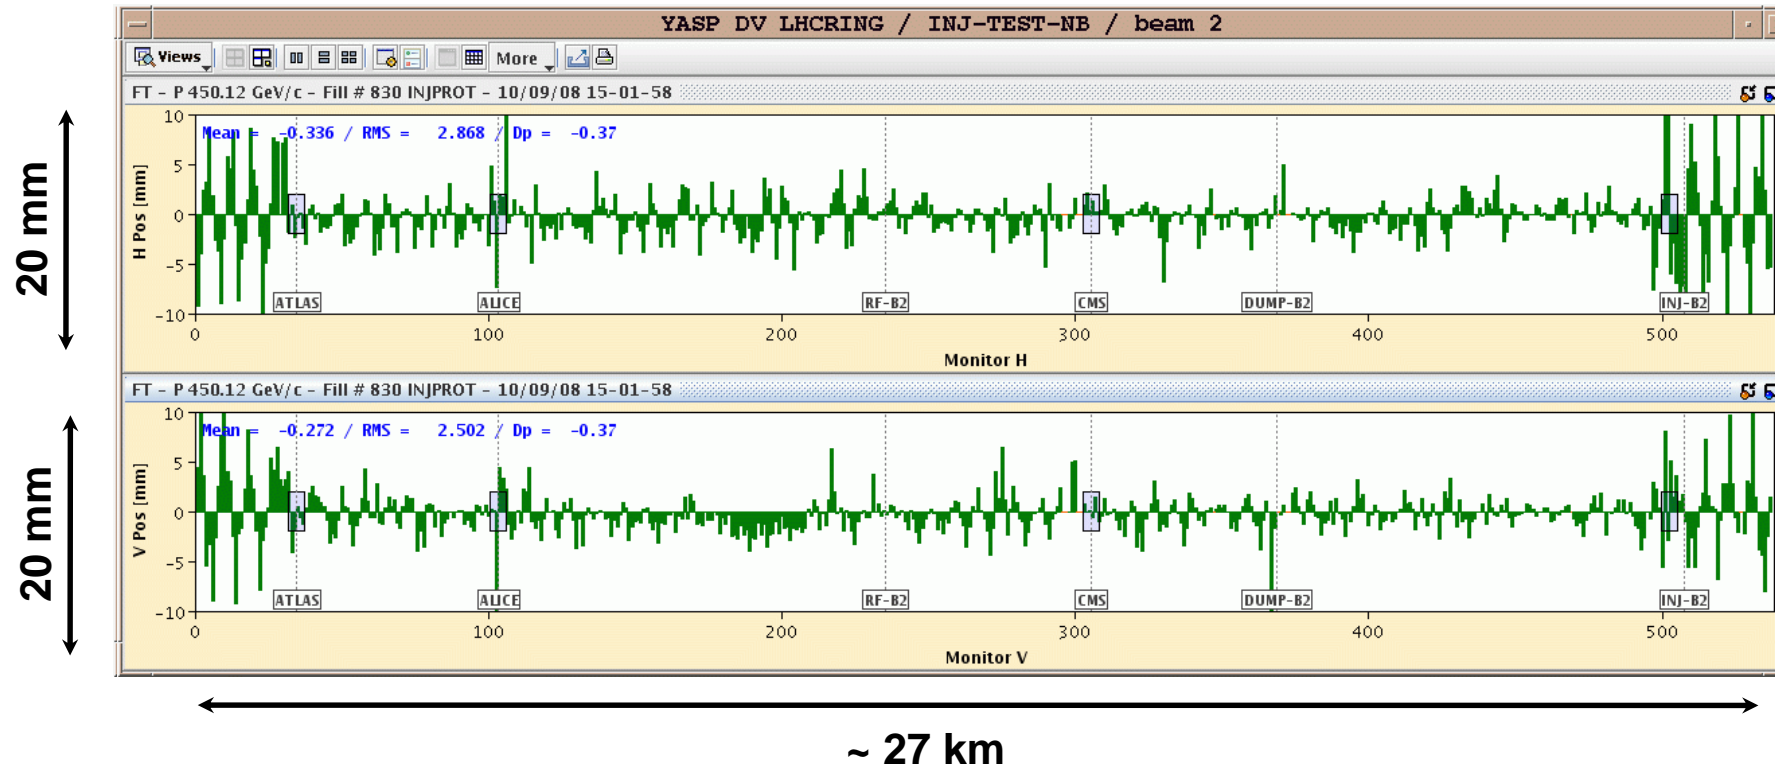 YASP DV LHCRING / INJ-TEST-NB / beam 2
Views More
FT - P 450.12 GeV/c - Fill # 830 INJPROT - 10/09/08 15-01-58
Mean = -0.336 / RMS = 2.868 / Dp = -0.37
10
5
0
-5
-10
H Pos [mm]
20 mm
ATLAS ALICE RF-B2 CMS DUMP-B2 INJ-B2
0 100 200 300 400 500
Monitor H
FT - P 450.12 GeV/c - Fill # 830 INJPROT - 10/09/08 15-01-58
Mean = -0.272 / RMS = 2.502 / Dp = -0.37
10
5
0
-5
-10
V Pos [mm]
20 mm
ATLAS ALICE RF-B2 CMS DUMP-B2 INJ-B2
0 100 200 300 400 500
Monitor V
~ 27 km